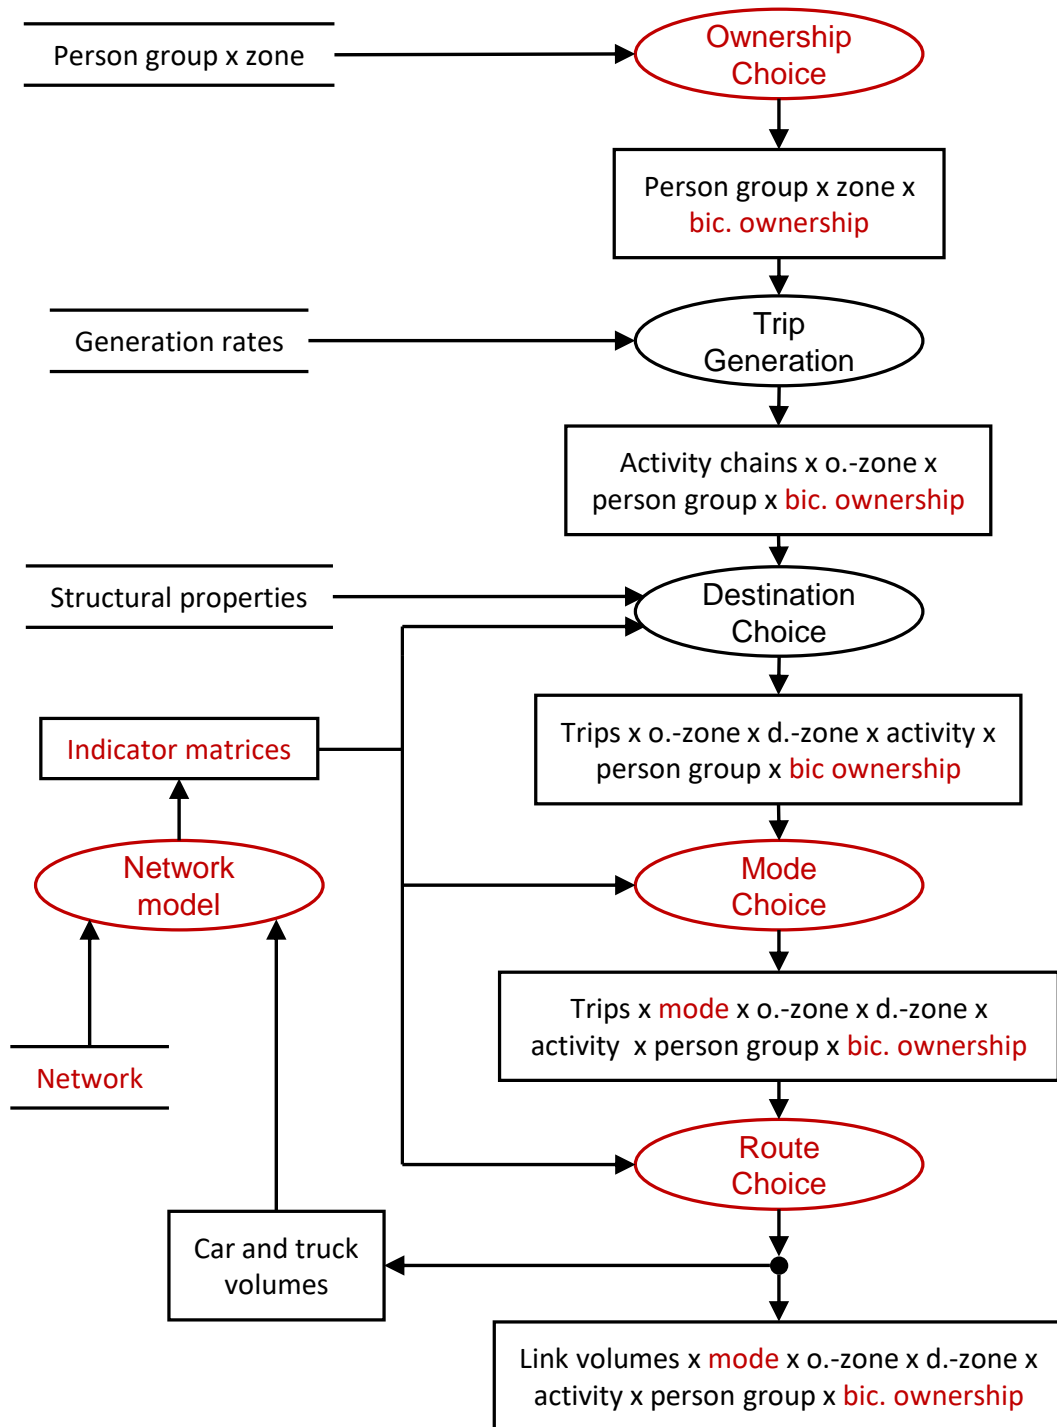 Person group x zone
Ownership
Choice
Person group x zone x
bic. ownership
Generation rates
Trip
Generation
Activity chains x o.-zone x
person group x bic. ownership
Structural properties
Destination
Choice
Indicator matrices
Trips x o.-zone x d.-zone x activity x
person group x bic ownership
Network
model
Mode
Choice
Trips x mode x o.-zone x d.-zone x
activity x person group x bic. ownership
Network
Route
Choice
Car and truck
volumes
Link volumes x mode x o.-zone x d.-zone x
activity x person group x bic. ownership